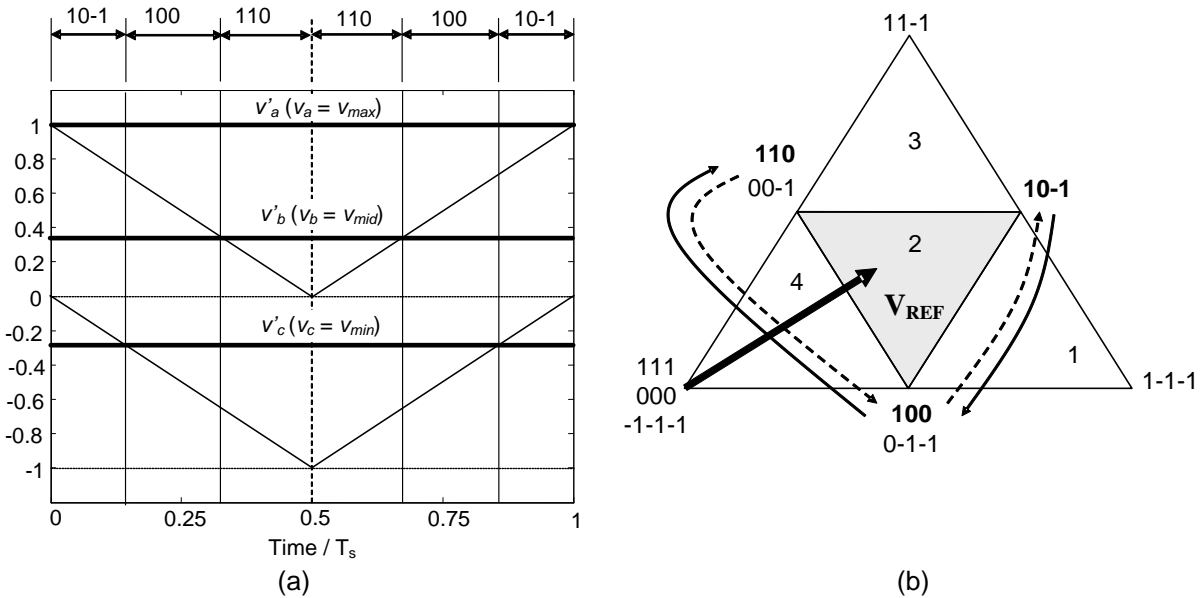 10-1 100 110 110 100 10-1
v'a (va = vmax)
v'b (vb = vmid)
v'c (vc = vmin)
1
0.8
0.6
0.4
0.2
0
-0.2
-0.4
-0.6
-0.8
-1
0 0.25 0.5 0.75 1
Time / Ts
(a)
11-1
3
110
00-1
10-1
2
4
VREF
1
111
000
-1-1-1
1-1-1
100
0-1-1
(b)